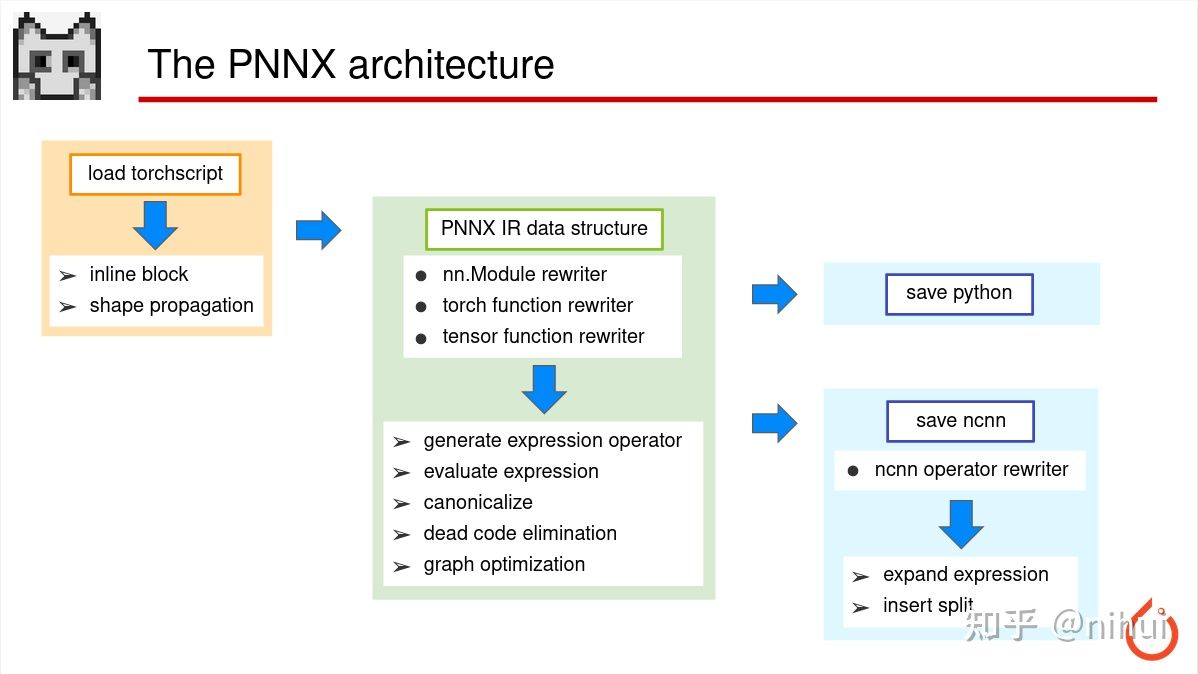 The PNNX architecture
load torchscript
➢ inline block
➢ shape propagation
PNNX IR data structure
● nn.Module rewriter
● torch function rewriter
● tensor function rewriter
➢ generate expression operator
➢ evaluate expression
➢ canonicalize
➢ dead code elimination
➢ graph optimization
save python
save ncnn
● ncnn operator rewriter
➢ expand expression
➢ insert split
知乎 @nihui